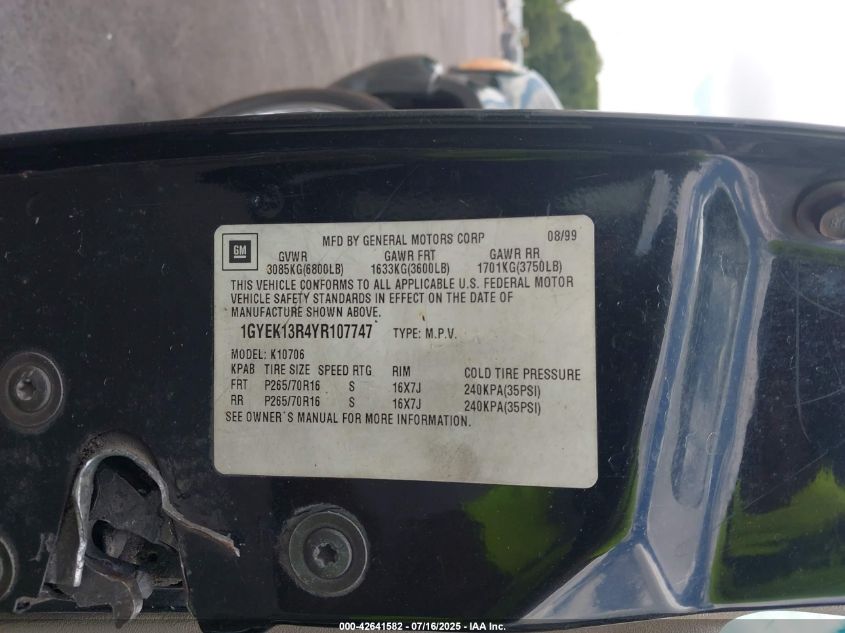 GM
MFD BY GENERAL MOTORS CORP 08/99
GVWR GAWR FRT GAWR RR
3085KG(6800LB) 1633KG(3600LB) 1701KG(3750LB)
THIS VEHICLE CONFORMS TO ALL APPLICABLE U.S. FEDERAL MOTOR
VEHICLE SAFETY STANDARDS IN EFFECT ON THE DATE OF
MANUFACTURE SHOWN ABOVE.
1GYEK13R4YR107747 TYPE: M.P.V.
MODEL: K10706
KPAB TIRE SIZE SPEED RTG RIM COLD TIRE PRESSURE
FRT P265/70R16 S 16X7J 240KPA(35PSI)
RR P265/70R16 S 16X7J 240KPA(35PSI)
SEE OWNER'S MANUAL FOR MORE INFORMATION.
000-42641582 - 07/16/2025 - IAA Inc.